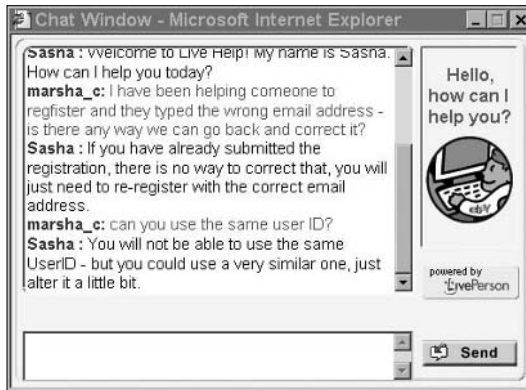 Chat Window - Microsoft Internet Explorer
Sasha : Welcome to Live Help! My name is Sasha.
How can I help you today?
marsha_c: I have been helping someone to
regfister and they typed the wrong email address -
is there any way we can go back and correct it?
Sasha : If you have already submitted the
registration, there is no way to correct that, you will
just need to re-register with the correct email
address.
marsha_c: can you use the same user ID?
Sasha : You will not be able to use the same
UserID - but you could use a very similar one, just
alter it a little bit.
Hello,
how can I
help you?
ebY
powered by
LivePerson
Send